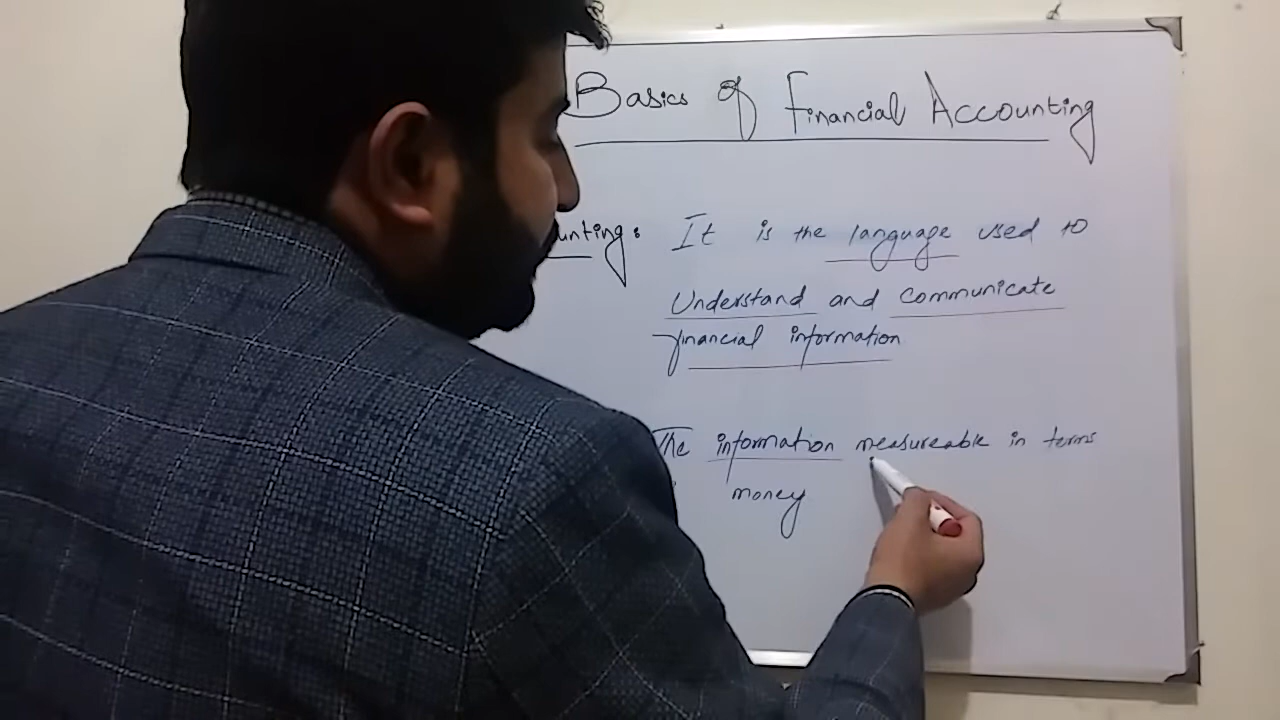 Basics of Financial Accounting
unting: It is the language used to
Understand and communicate
financial information
The information measureable in terms
money